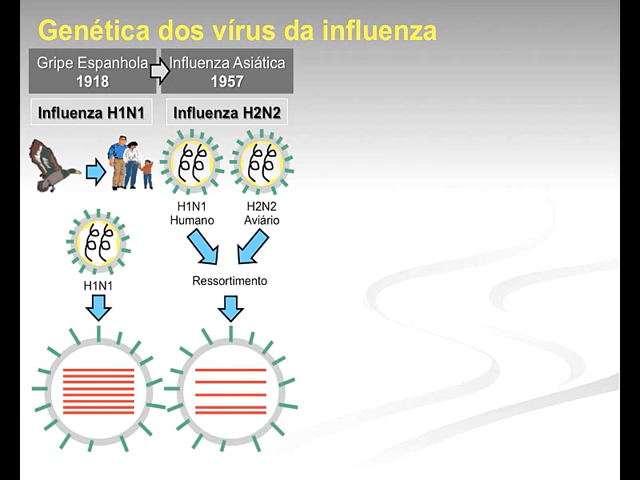 Genética dos vírus da influenza
Gripe Espanhola
1918
Influenza Asiática
1957
Influenza H1N1
Influenza H2N2
H1N1
Humano
H2N2
Aviário
H1N1
Ressortimento